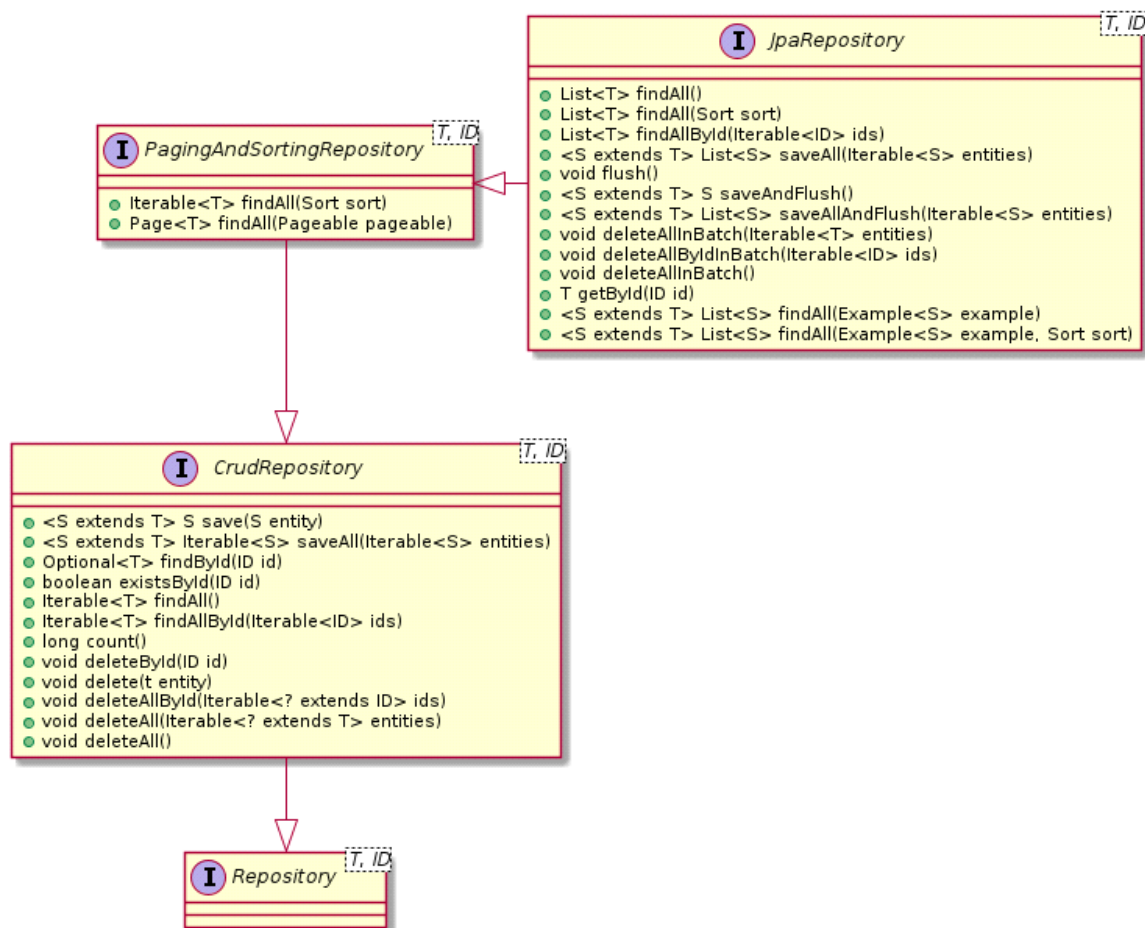 T, ID
I JpaRepository
List<T> findAll()
List<T> findAll(Sort sort)
List<T> findAllById(Iterable<ID> ids)
<S extends T> List<S> saveAll(Iterable<S> entities)
void flush()
<S extends T> S saveAndFlush()
<S extends T> List<S> saveAllAndFlush(Iterable<S> entities)
void deleteAllInBatch(Iterable<T> entities)
void deleteAllByIdInBatch(Iterable<ID> ids)
void deleteAllInBatch()
T getById(ID id)
<S extends T> List<S> findAll(Example<S> example)
<S extends T> List<S> findAll(Example<S> example, Sort sort)
T, ID
I PagingAndSortingRepository
Iterable<T> findAll(Sort sort)
Page<T> findAll(Pageable pageable)
T, ID
I CrudRepository
<S extends T> S save(S entity)
<S extends T> Iterable<S> saveAll(Iterable<S> entities)
Optional<T> findById(ID id)
boolean existsById(ID id)
Iterable<T> findAll()
Iterable<T> findAllById(Iterable<ID> ids)
long count()
void deleteById(ID id)
void delete(t entity)
void deleteAllById(Iterable<? extends ID> ids)
void deleteAll(Iterable<? extends T> entities)
void deleteAll()
T, ID
I Repository